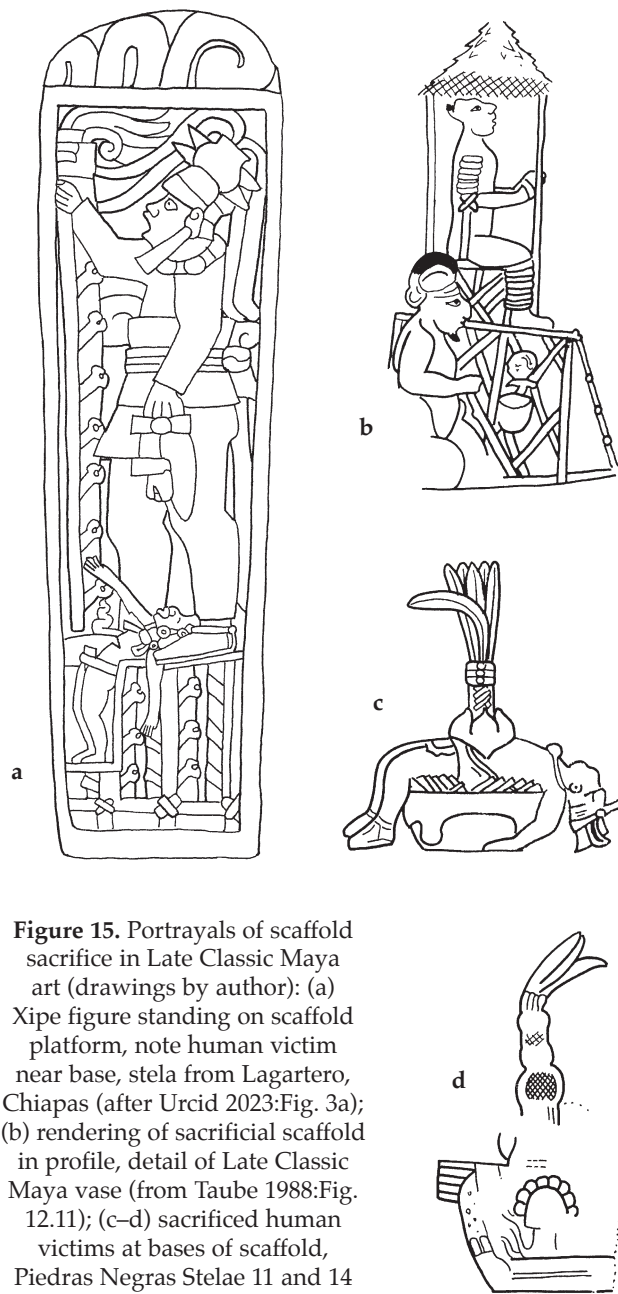 b
a
c
Figure 15. Portrayals of scaffold
sacrifice in Late Classic Maya
art (drawings by author): (a)
Xipe figure standing on scaffold
platform, note human victim
near base, stela from Lagartero,
Chiapas (after Urcid 2023:Fig. 3a);
(b) rendering of sacrificial scaffold
in profile, detail of Late Classic
Maya vase (from Taube 1988:Fig.
12.11); (c–d) sacrificed human
victims at bases of scaffold,
Piedras Negras Stelae 11 and 14
d